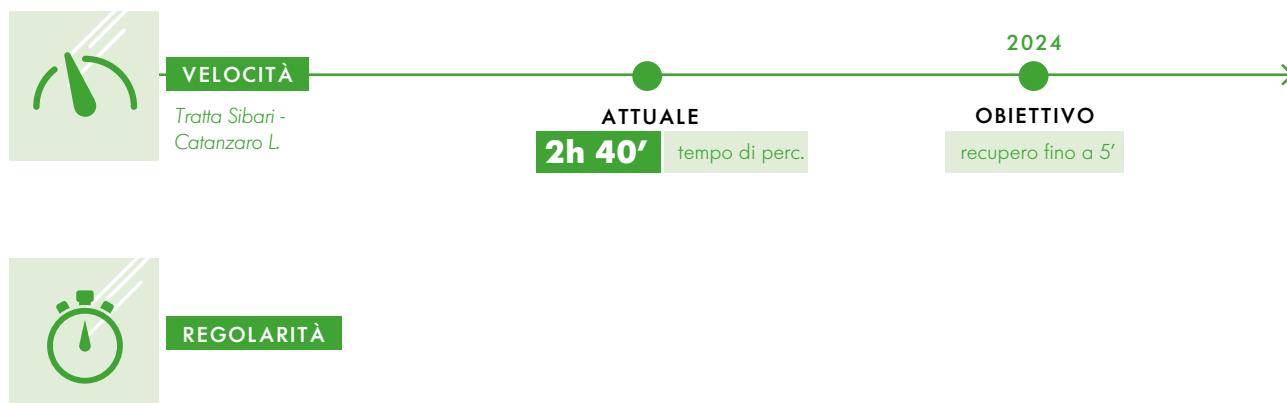 2024
VELOCITÀ
Tratta Sibari -
Catanzaro L.
ATTUALE
2h 40’ tempo di perc.
OBIETTIVO
recupero fino a 5’
REGOLARITÀ